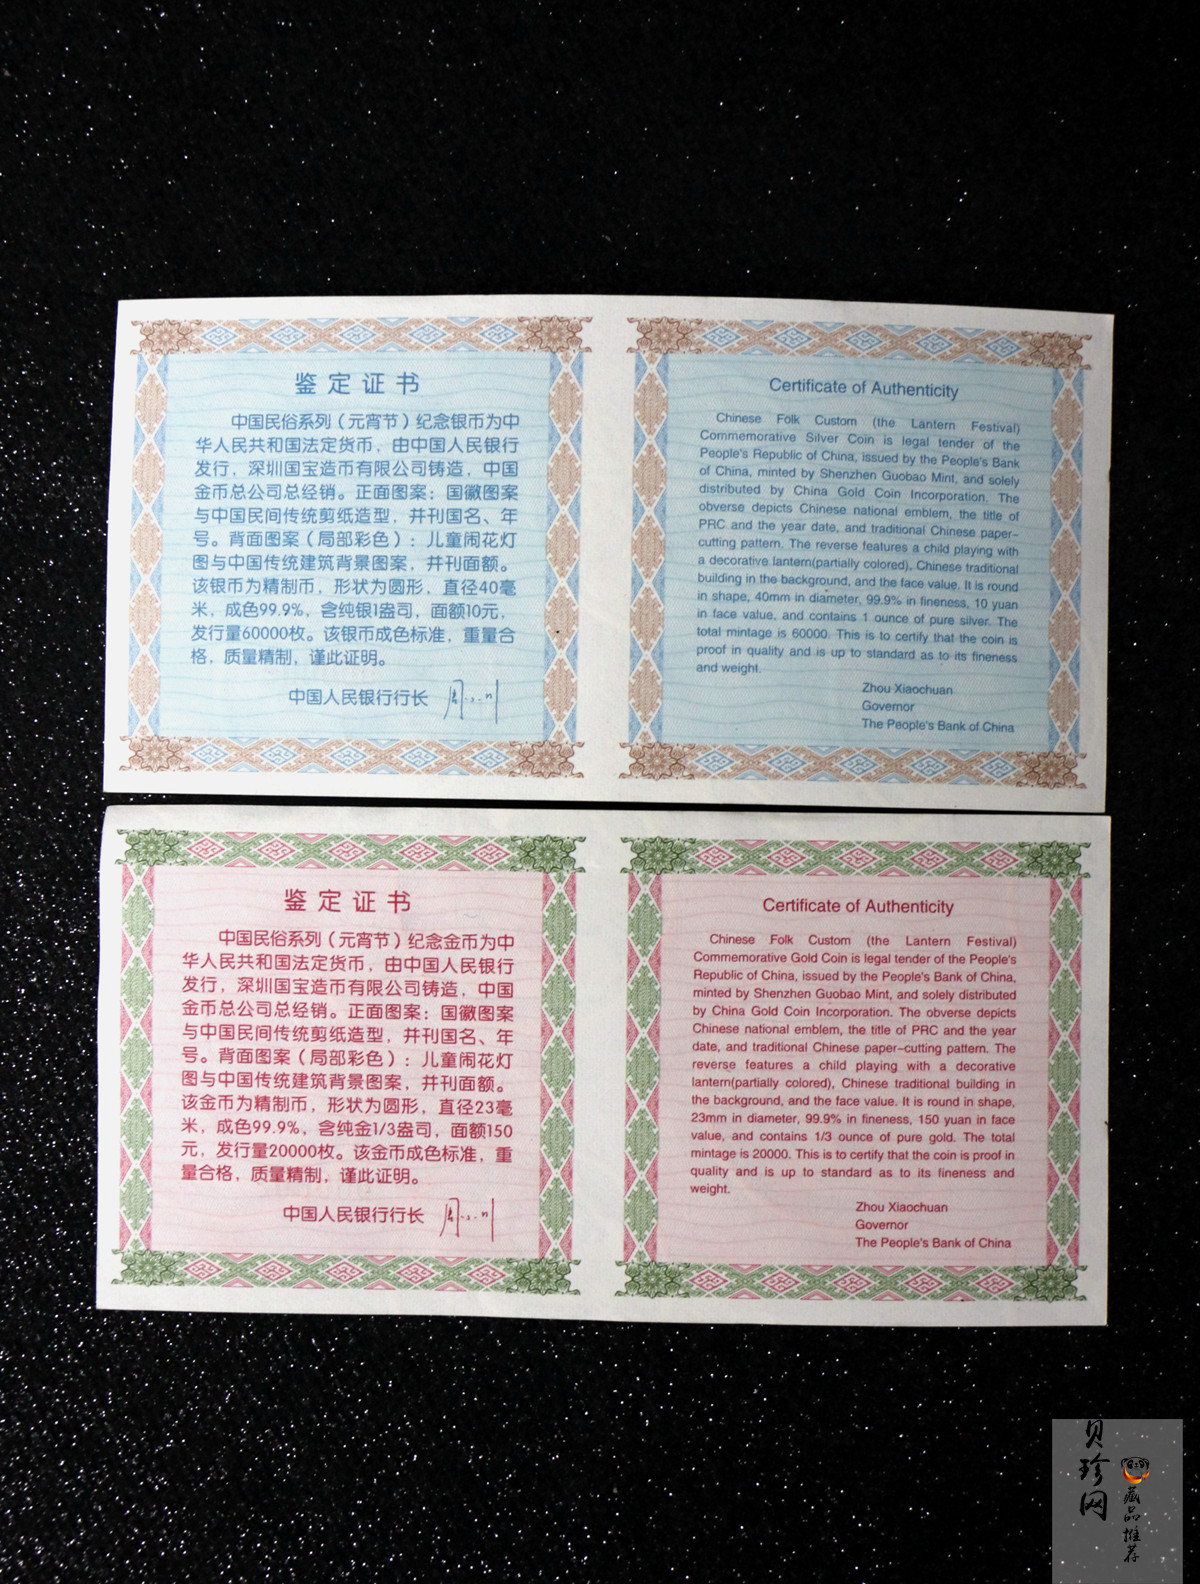 鉴定证书
中国民俗系列（元宵节）纪念银币为中
华人民共和国法定货币，由中国人民银行
发行，深圳国宝造币有限公司铸造，中国
金币总公司总经销。正面图案：国徽图案
与中国民间传统剪纸造型，并刊国名、年
号。背面图案（局部彩色）：儿童闹花灯
图与中国传统建筑背景图案，并刊面额。
该银币为精制币，形状为圆形，直径40毫
米，成色99.9%，含纯银1盎司，面额10元，
发行量60000枚。该银币成色标准，重量合
格，质量精制，谨此证明。
中国人民银行行长
Certificate of Authenticity
Chinese Folk Custom (the Lantern Festival)
Commemorative Silver Coin is legal tender of the
People's Republic of China, issued by the People's Bank
of China, minted by Shenzhen Guobao Mint, and solely
distributed by China Gold Coin Incorporation. The
obverse depicts Chinese national emblem, the title of
PRC and the year date, and traditional Chinese paper-
cutting pattern. The reverse features a child playing with
a decorative lantern(partially colored), Chinese traditional
building in the background, and the face value. It is round
in shape, 40mm in diameter, 99.9% in fineness, 10 yuan
in face value, and contains 1 ounce of pure silver. The
total mintage is 60000. This is to certify that the coin is
proof in quality and is up to standard as to its fineness
and weight.
Zhou Xiaochuan
Governor
The People's Bank of China
鉴定证书
中国民俗系列（元宵节）纪念金币为中
华人民共和国法定货币，由中国人民银行
发行，深圳国宝造币有限公司铸造，中国
金币总公司总经销。正面图案：国徽图案
与中国民间传统剪纸造型，并刊国名、年
号。背面图案（局部彩色）：儿童闹花灯
图与中国传统建筑背景图案，并刊面额。
该金币为精制币，形状为圆形，直径23毫
米，成色99.9%，含纯金1/3盎司，面额150
元，发行量20000枚。该金币成色标准，重
量合格，质量精制，谨此证明。
中国人民银行行长
Certificate of Authenticity
Chinese Folk Custom (the Lantern Festival)
Commemorative Gold Coin is legal tender of the People's
Republic of China, issued by the People's Bank of China,
minted by Shenzhen Guobao Mint, and solely distributed
by China Gold Coin Incorporation. The obverse depicts
Chinese national emblem, the title of PRC and the year
date, and traditional Chinese paper-cutting pattern. The
reverse features a child playing with a decorative
lantern(partially colored), Chinese traditional building in
the background, and the face value. It is round in shape,
23mm in diameter, 99.9% in fineness, 150 yuan in face
value, and contains 1/3 ounce of pure gold. The total
mintage is 20000. This is to certify that the coin is proof in
quality and is up to standard as to its fineness and
weight.
Zhou Xiaochuan
Governor
The People's Bank of China
贝珍网
藏品推荐